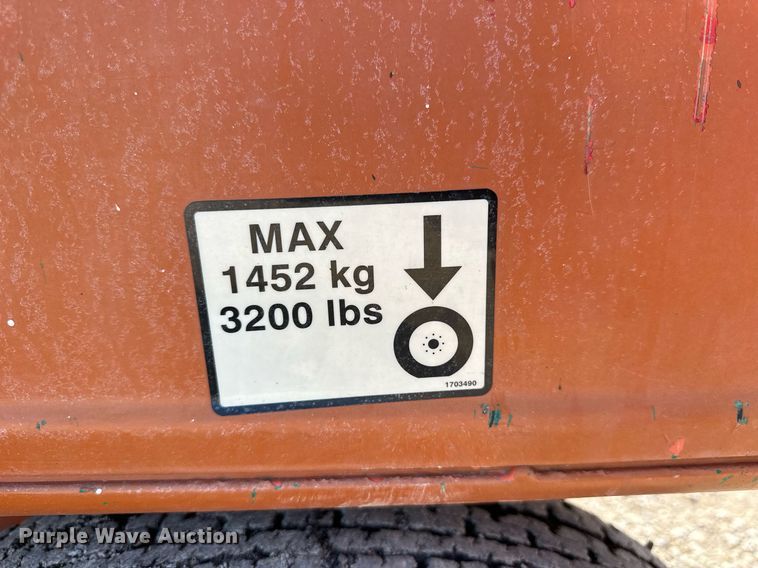 MAX
1452 kg
3200 lbs
1703490
Purple Wave Auction